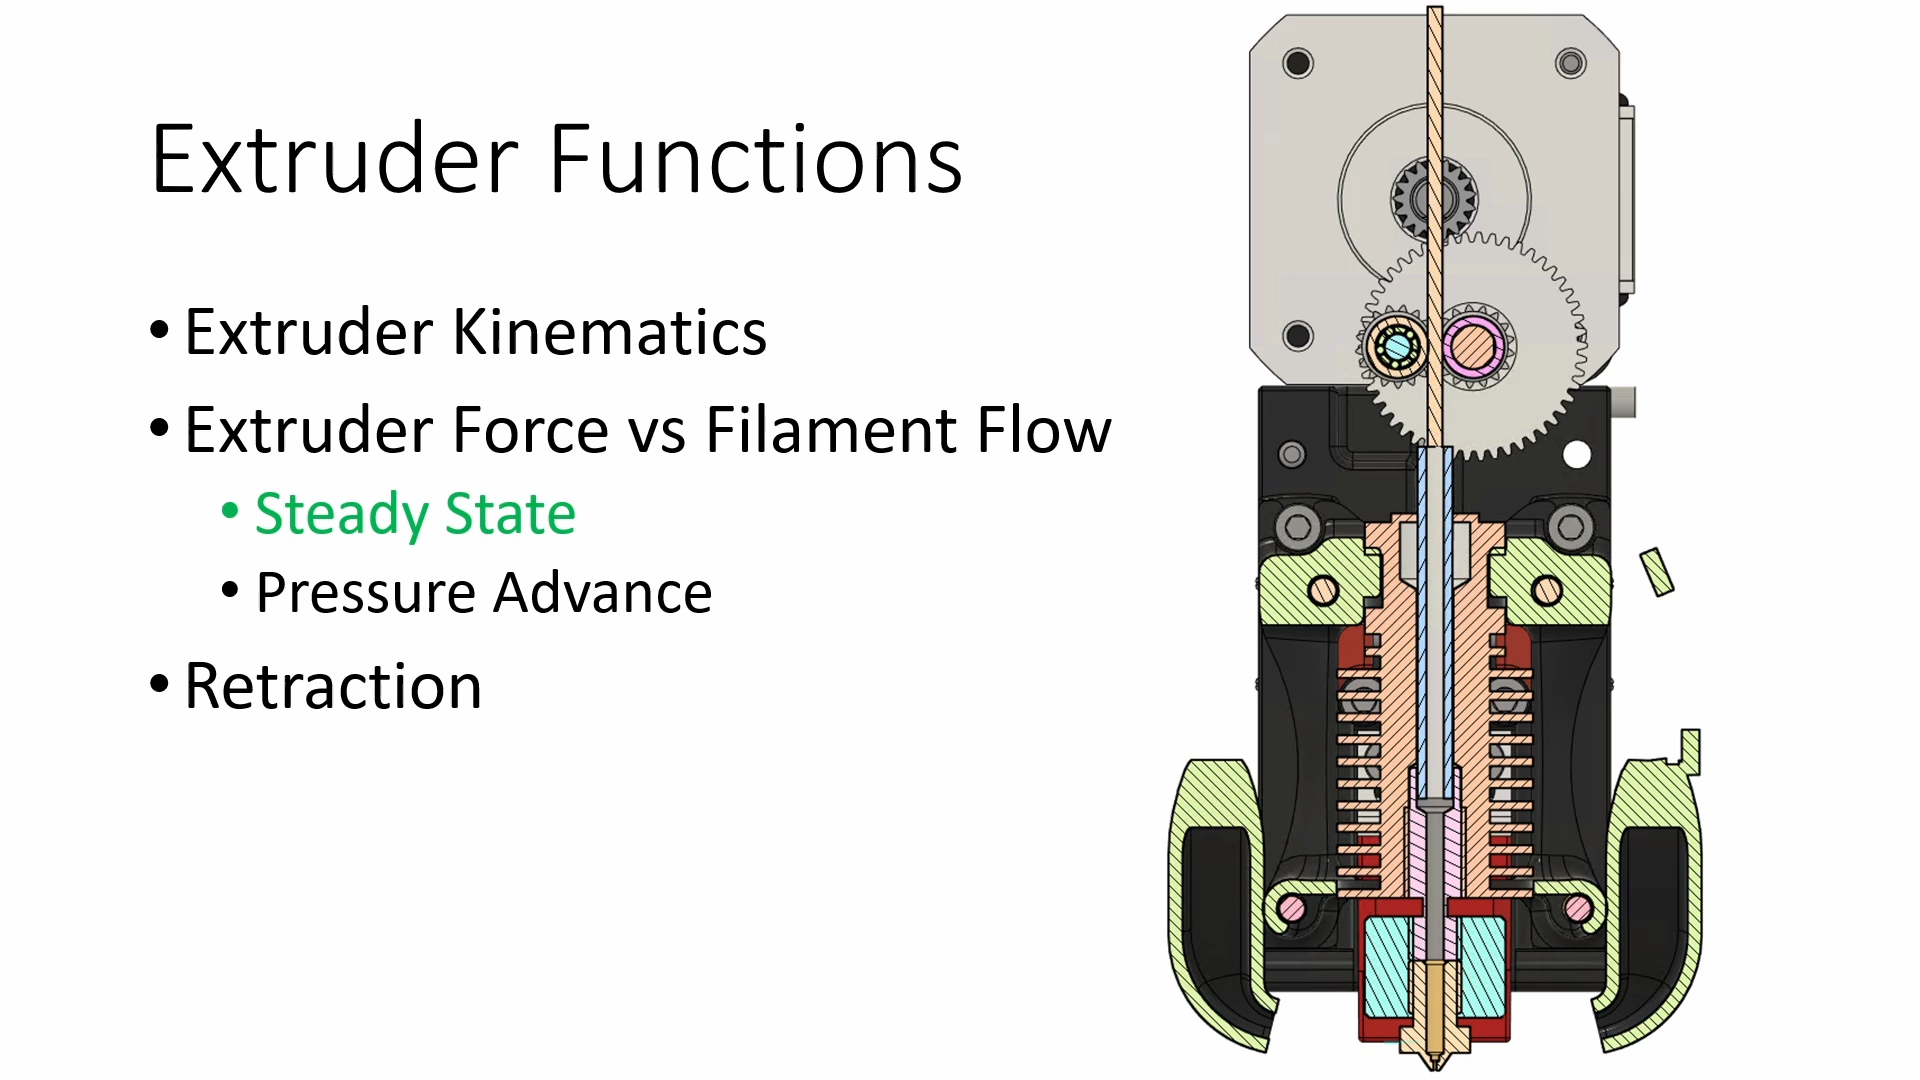 Extruder Functions
• Extruder Kinematics
• Extruder Force vs Filament Flow
• Steady State
• Pressure Advance
• Retraction